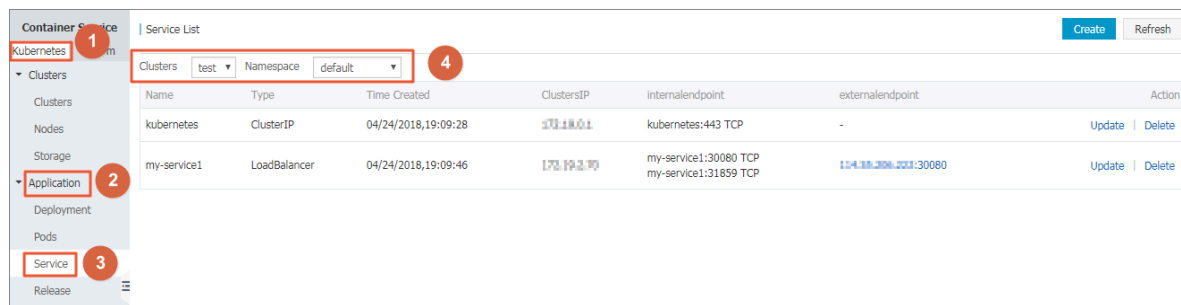 Container Service
Kubernetes
1
Clusters
Clusters
Nodes
Storage
Application
2
Deployment
Pods
Service
3
Release
Service List
Create Refresh
Clusters test Namespace default
4
Name Type Time Created ClustersIP internalendpoint externalendpoint Action
kubernetes ClusterIP 04/24/2018,19:09:28 kubernetes:443 TCP - Update | Delete
my-service1 LoadBalancer 04/24/2018,19:09:46 my-service1:30080 TCP :30080 Update | Delete
my-service1:31859 TCP